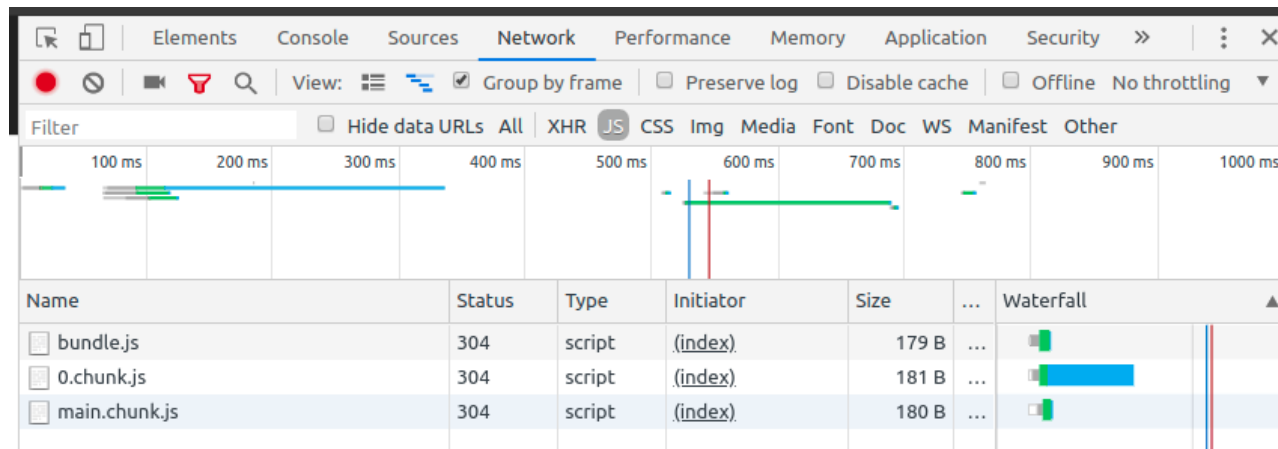 Elements Console Sources Network Performance Memory Application Security »
View: Group by frame Preserve log Disable cache Offline No throttling ▼
Filter Hide data URLs All XHR JS CSS Img Media Font Doc WS Manifest Other
100 ms 200 ms 300 ms 400 ms 500 ms 600 ms 700 ms 800 ms 900 ms 1000 ms
Name Status Type Initiator Size ... Waterfall ▲
bundle.js 304 script (index) 179 B ...
0.chunk.js 304 script (index) 181 B ...
main.chunk.js 304 script (index) 180 B ...